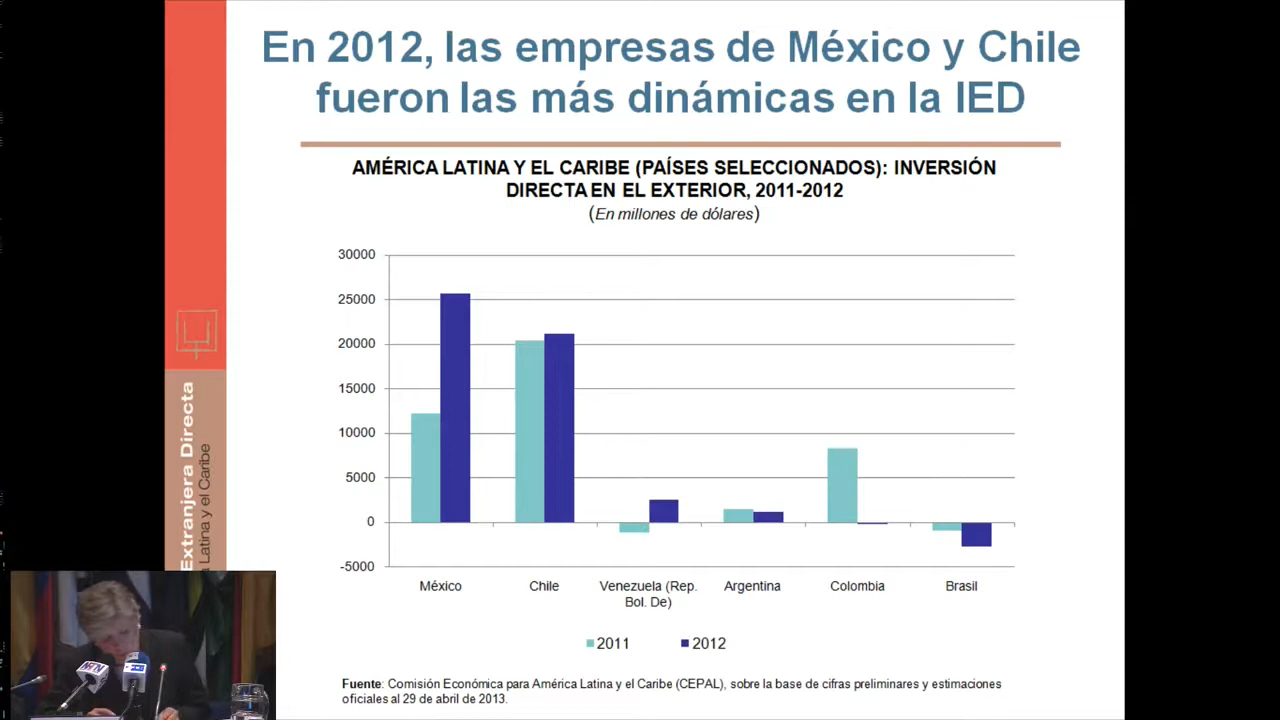 En 2012, las empresas de México y Chile
fueron las más dinámicas en la IED
AMÉRICA LATINA Y EL CARIBE (PAÍSES SELECCIONADOS): INVERSIÓN
DIRECTA EN EL EXTERIOR, 2011-2012
(En millones de dólares)
30000
25000
20000
15000
10000
5000
0
-5000
México
Chile
Venezuela (Rep.
Bol. De)
Argentina
Colombia
Brasil
2011
2012
Fuente: Comisión Económica para América Latina y el Caribe (CEPAL), sobre la base de cifras preliminares y estimaciones
oficiales al 29 de abril de 2013.
Extranjera Directa
Latina y el Caribe